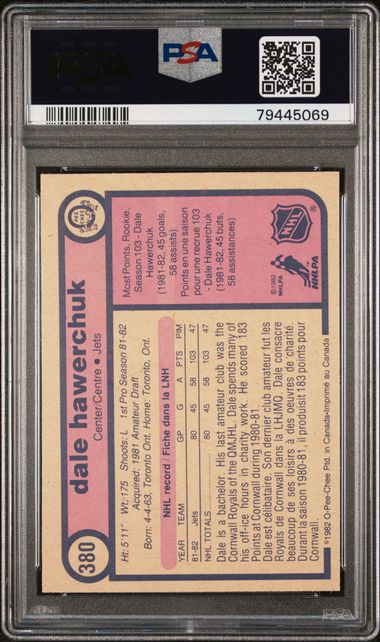 PSA
PSA
79445069
380
dale hawerchuk
Center/Centre • Jets
O-PEE-CHEE
Ht: 5'11" Wt: 175 Shoots: L 1st Pro Season 81-82
Acquired: 1981 Amateur Draft
Born: 4-4-63, Toronto Ont. Home: Toronto, Ont.
NHL record / Fiche dans la LNH
YEAR TEAM GP G A PTS PIM
81-82 Jets 80 45 58 103 47
NHL TOTALS 80 45 58 103 47
Most Points, Rookie,
Season 103 - Dale
Hawerchuk
(1981-82, 45 goals,
58 assists)
Points en une saison
pour une recrue 103
- Dale Hawerchuk
(1981-82, 45 buts,
58 assistances)
©1982
NHLPA
NHL
NHLPA
Dale is a bachelor. His last amateur club was the
Cornwall Royals of the QMJHL. Dale spends many of
his off-ice hours in charity work. He scored 183
Points at Cornwall during 1980-81.
Dale est célibataire. Son dernier club amateur fut les
Royals de Cornwall dans la LHJMQ. Dale consacre
beaucoup de ses loisirs à des oeuvres de charité.
Durant la saison 1980-81, il produisit 183 points pour
Cornwall.
©1982 O-Pee-Chee Ptd. in Canada-Imprimé au Canada